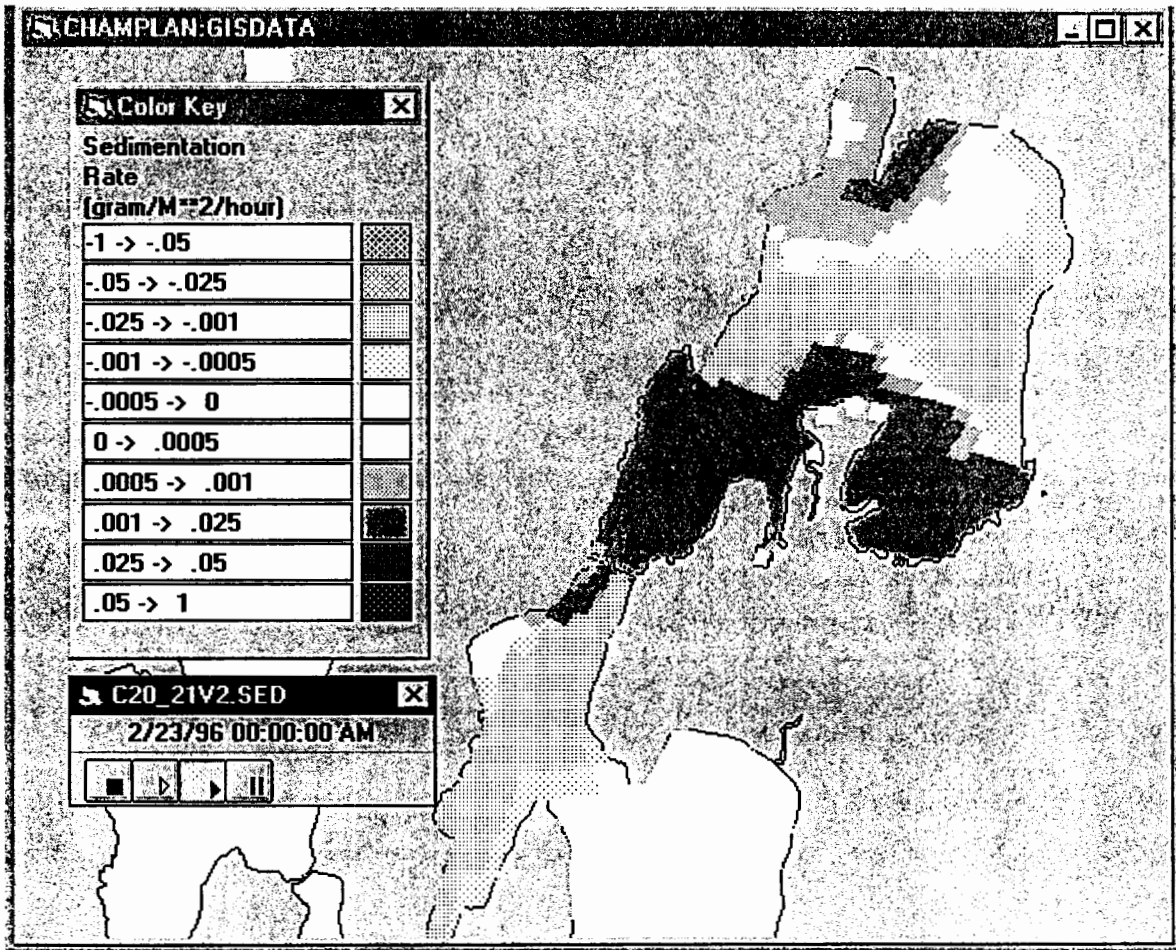 CHAMPLAN:GISDATA
Color Key
Sedimentation
Rate
(gram/M**2/hour)
-1 -> -.05
-.05 -> -.025
-.025 -> -.001
-.001 -> -.0005
-.0005 -> 0
0 -> .0005
.0005 -> .001
.001 -> .025
.025 -> .05
.05 -> 1
C20_21V2.SED
2/23/96 00:00:00 AM